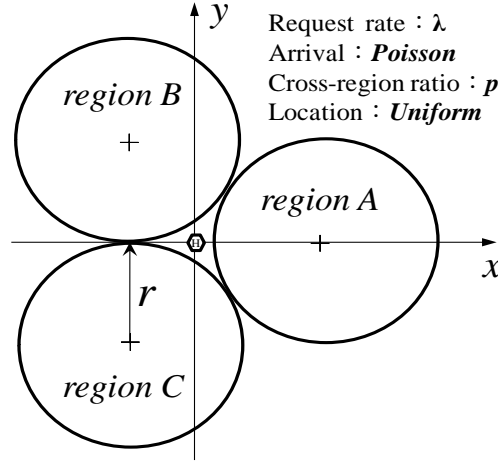 y
Request rate：λ
Arrival：Poisson
Cross-region ratio：p
Location：Uniform
region B
region A
H
x
r
region C